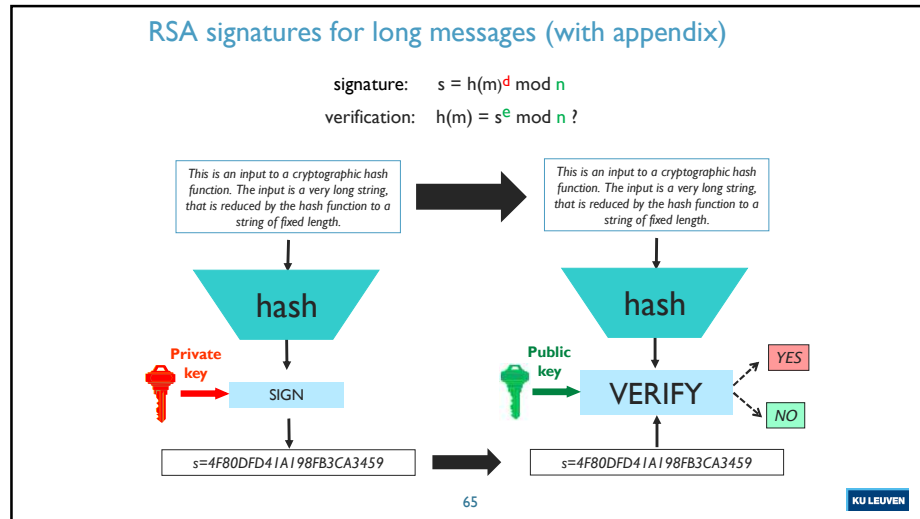 RSA signatures for long messages (with appendix)
signature: s = h(m)ᵈ mod n
verification: h(m) = sᵉ mod n ?
This is an input to a cryptographic hash
function. The input is a very long string,
that is reduced by the hash function to a
string of fixed length.
This is an input to a cryptographic hash
function. The input is a very long string,
that is reduced by the hash function to a
string of fixed length.
hash
hash
Private
key
SIGN
Public
key
VERIFY
YES
NO
s=4F80DFD41A198FB3CA3459
s=4F80DFD41A198FB3CA3459
65
KU LEUVEN